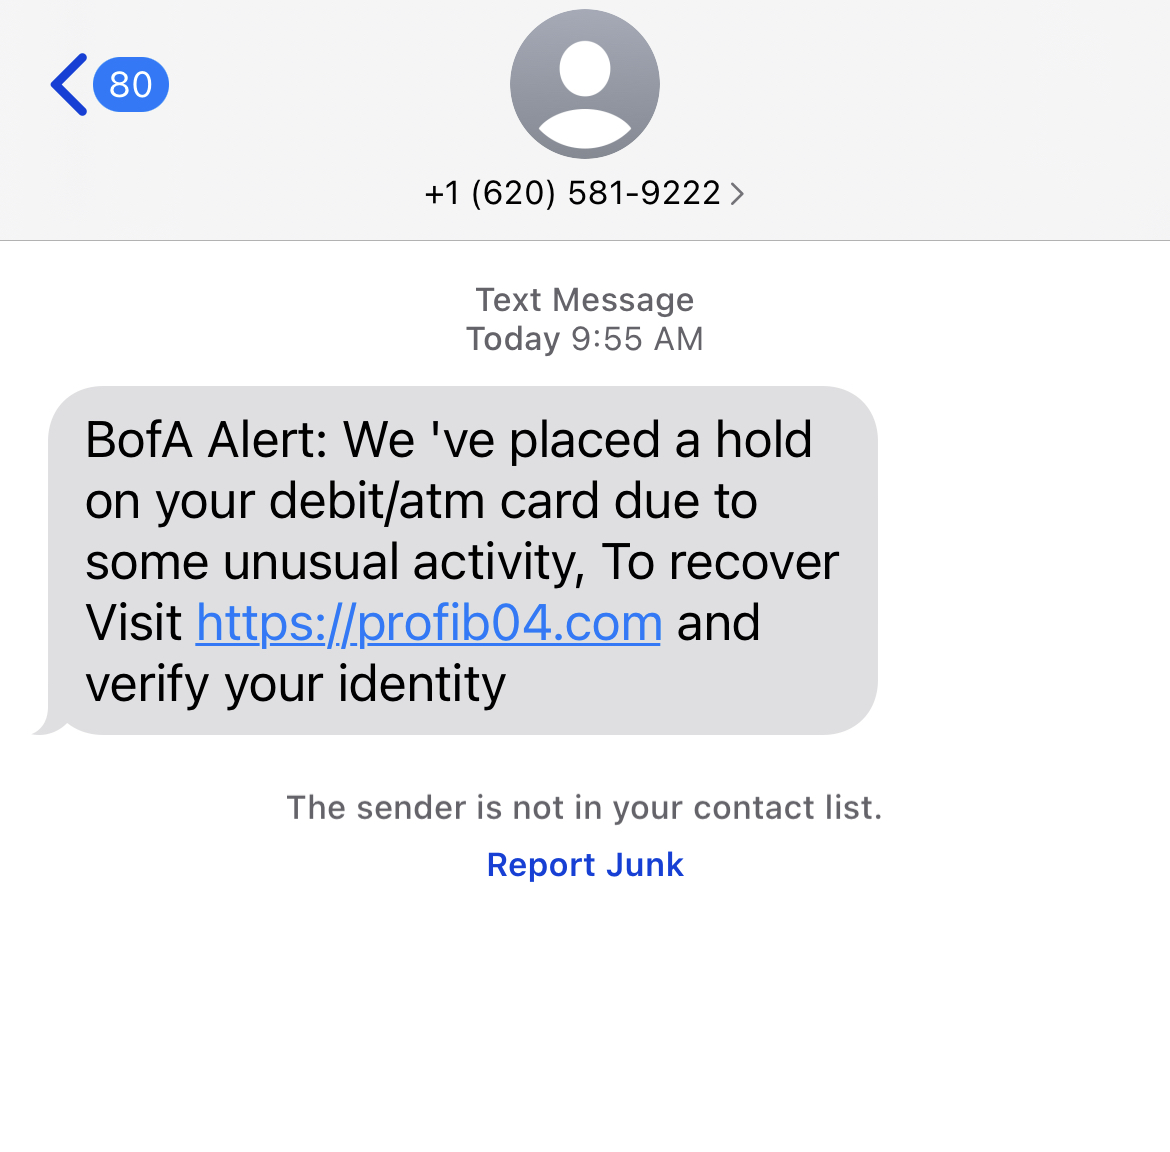 80
+1 (620) 581-9222
Text Message
Today 9:55 AM
BofA Alert: We 've placed a hold
on your debit/atm card due to
some unusual activity, To recover
Visit https://profib04.com and
verify your identity
The sender is not in your contact list.
Report Junk